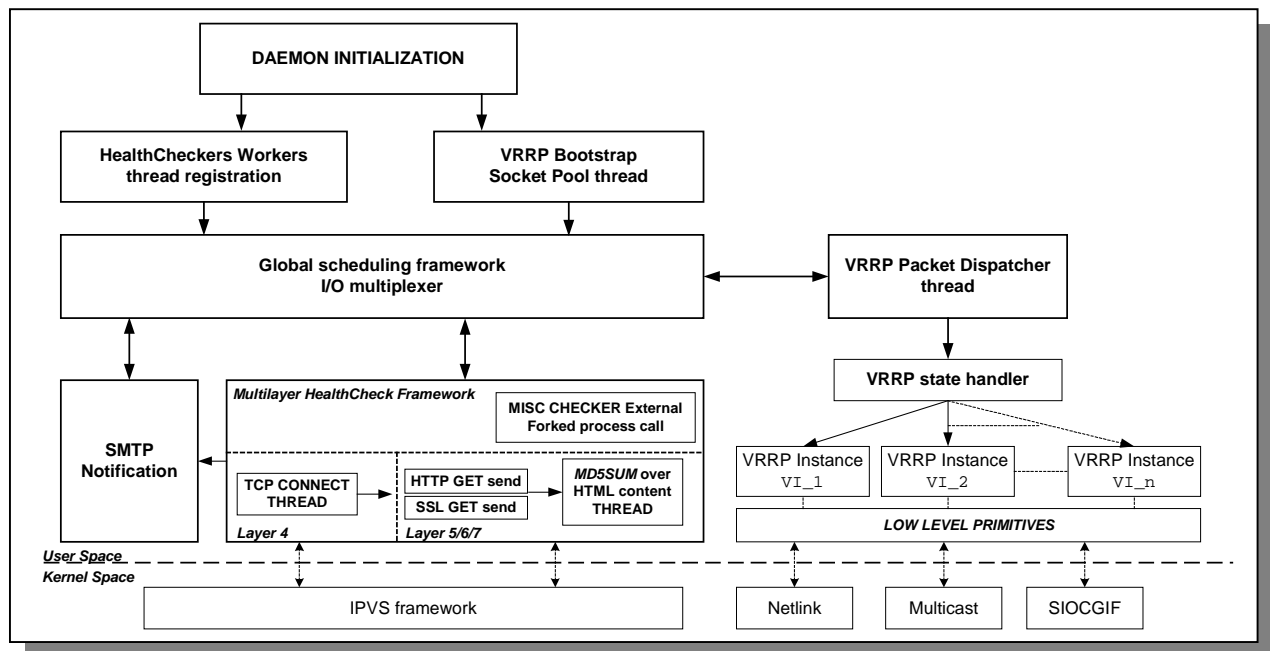 DAEMON INITIALIZATION
HealthCheckers Workers
thread registration
VRRP Bootstrap
Socket Pool thread
Global scheduling framework
I/O multiplexer
VRRP Packet Dispatcher
thread
SMTP
Notification
Multilayer HealthCheck Framework
MISC CHECKER External
Forked process call
TCP CONNECT
THREAD
Layer 4
HTTP GET send
SSL GET send
MD5SUM over
HTML content
THREAD
Layer 5/6/7
VRRP state handler
VRRP Instance
VI_1
VRRP Instance
VI_2
VRRP Instance
VI_n
LOW LEVEL PRIMITIVES
User Space
Kernel Space
IPVS framework
Netlink
Multicast
SIOCGIF